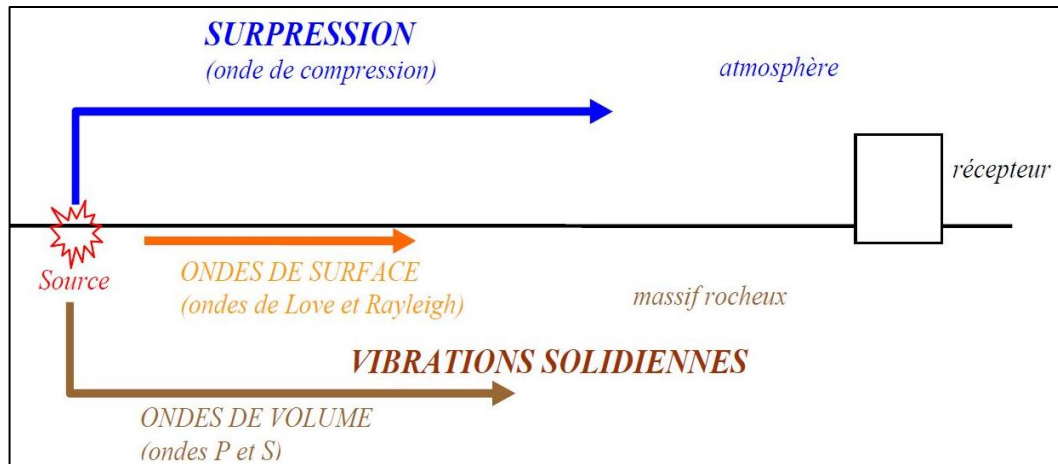 SURPRESSION
(onde de compression)
atmosphère
récepteur
Source
ONDES DE SURFACE
(ondes de Love et Rayleigh)
massif rocheux
VIBRATIONS SOLIDIENNES
ONDES DE VOLUME
(ondes P et S)